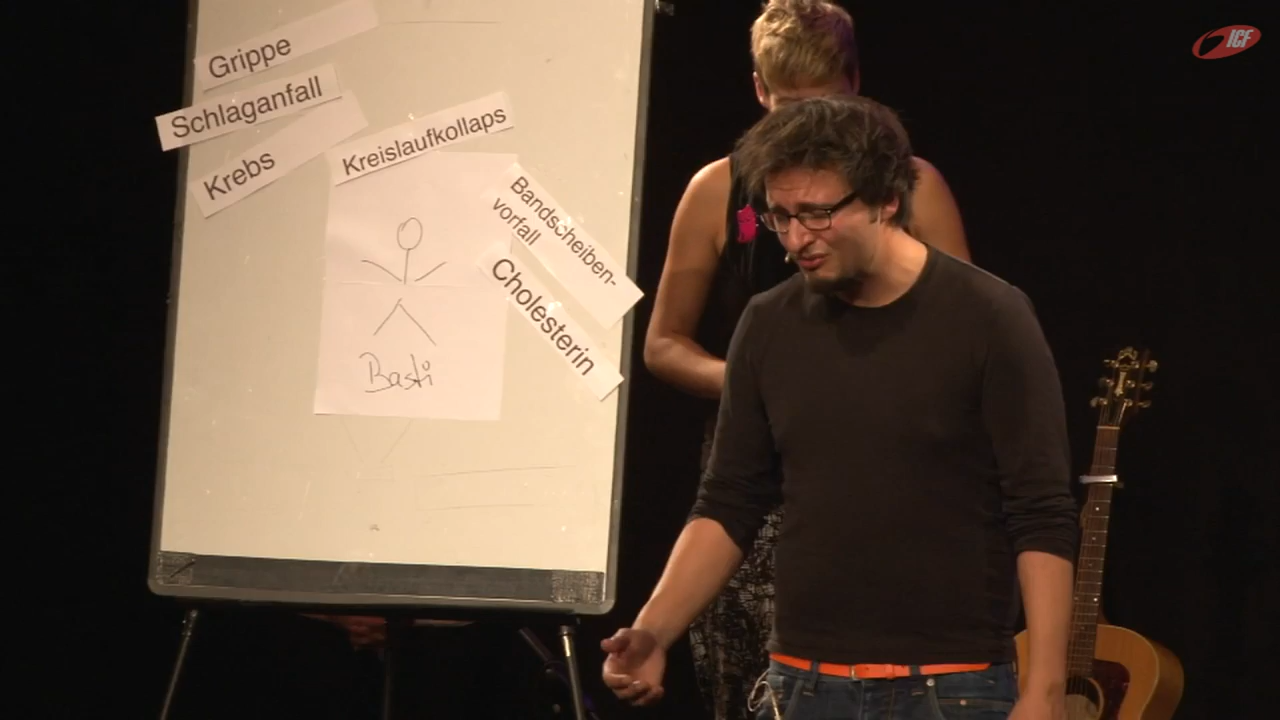 Grippe
Schlaganfall
Krebs
Kreislaufkollaps
Bandscheiben-
vorfall
Cholesterin
Basti
ICF